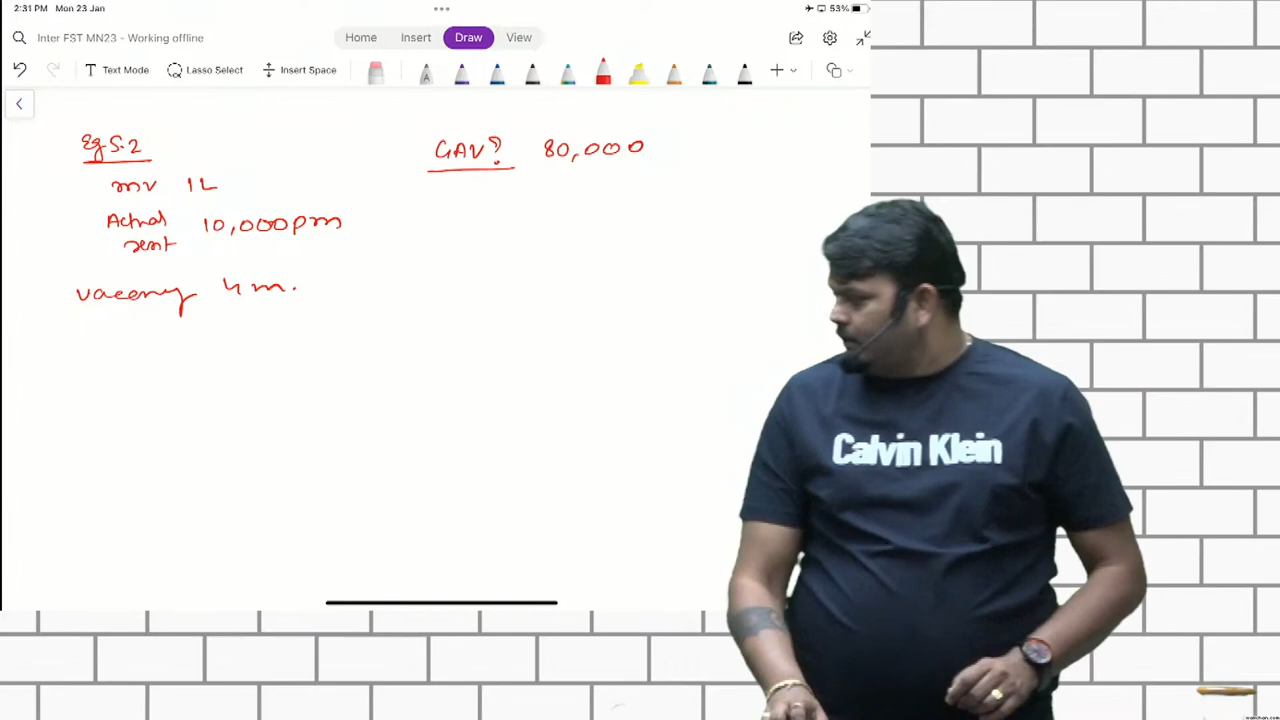 2:31 PM Mon 23 Jan
53%
Inter FST MN23 - Working offline
Home Insert Draw View
Text Mode Lasso Select Insert Space
Eg 5.2
GAV? 80,000
mv 1L
Actual
rent
10,000pm
vacancy 4m.
Calvin Klein